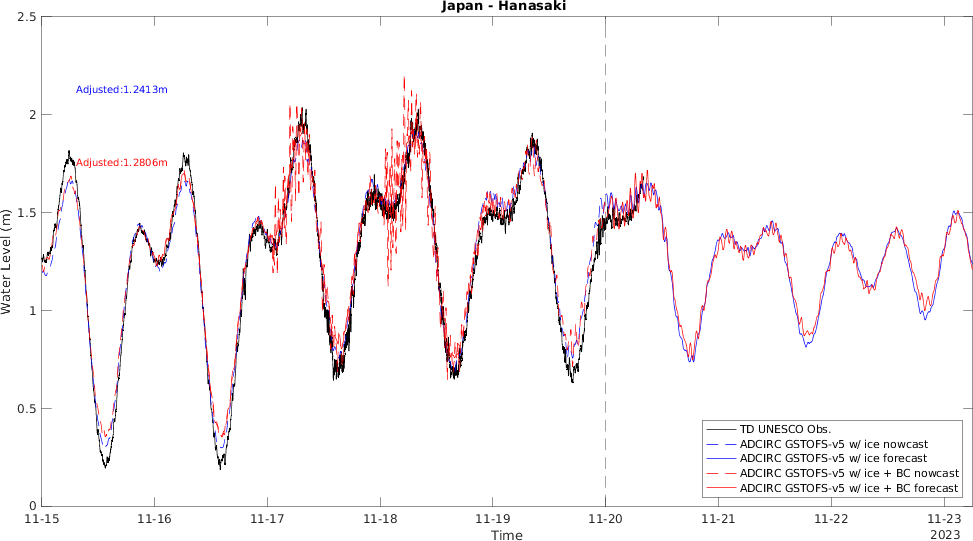 Japan - Hanasaki
2.5
2
1.5
1
0.5
0
Water Level (m)
Adjusted:1.2413m
Adjusted:1.2806m
TD UNESCO Obs.
ADCIRC GSTOFS-v5 w/ ice nowcast
ADCIRC GSTOFS-v5 w/ ice forecast
ADCIRC GSTOFS-v5 w/ ice + BC nowcast
ADCIRC GSTOFS-v5 w/ ice + BC forecast
11-15 11-16 11-17 11-18 11-19 11-20 11-21 11-22 11-23
2023
Time